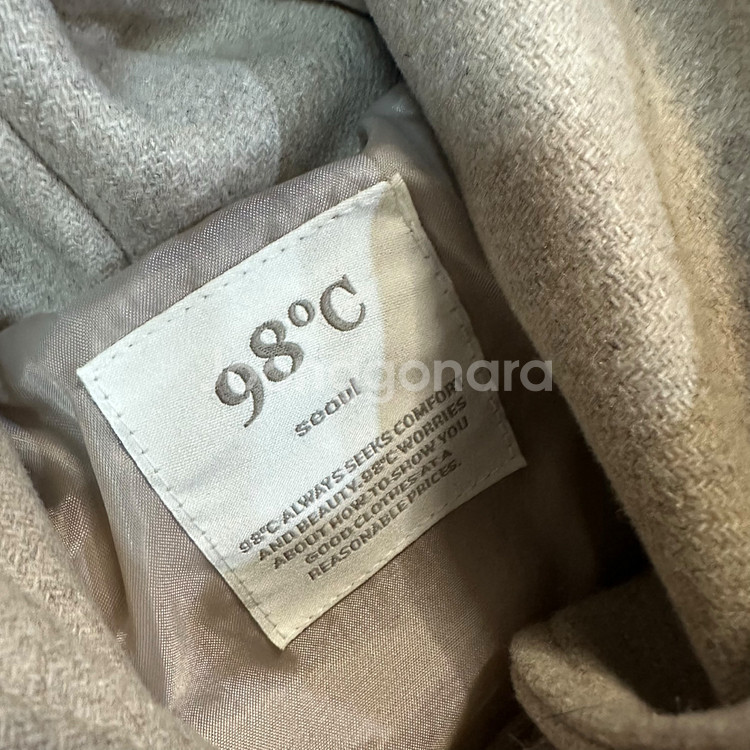 98°C
seoul
98°C ALWAYS SEEKS COMFORT
AND BEAUTY. 98°C WORRIES
ABOUT HOW TO SHOW YOU
GOOD CLOTHES AT A
REASONABLE PRICES.